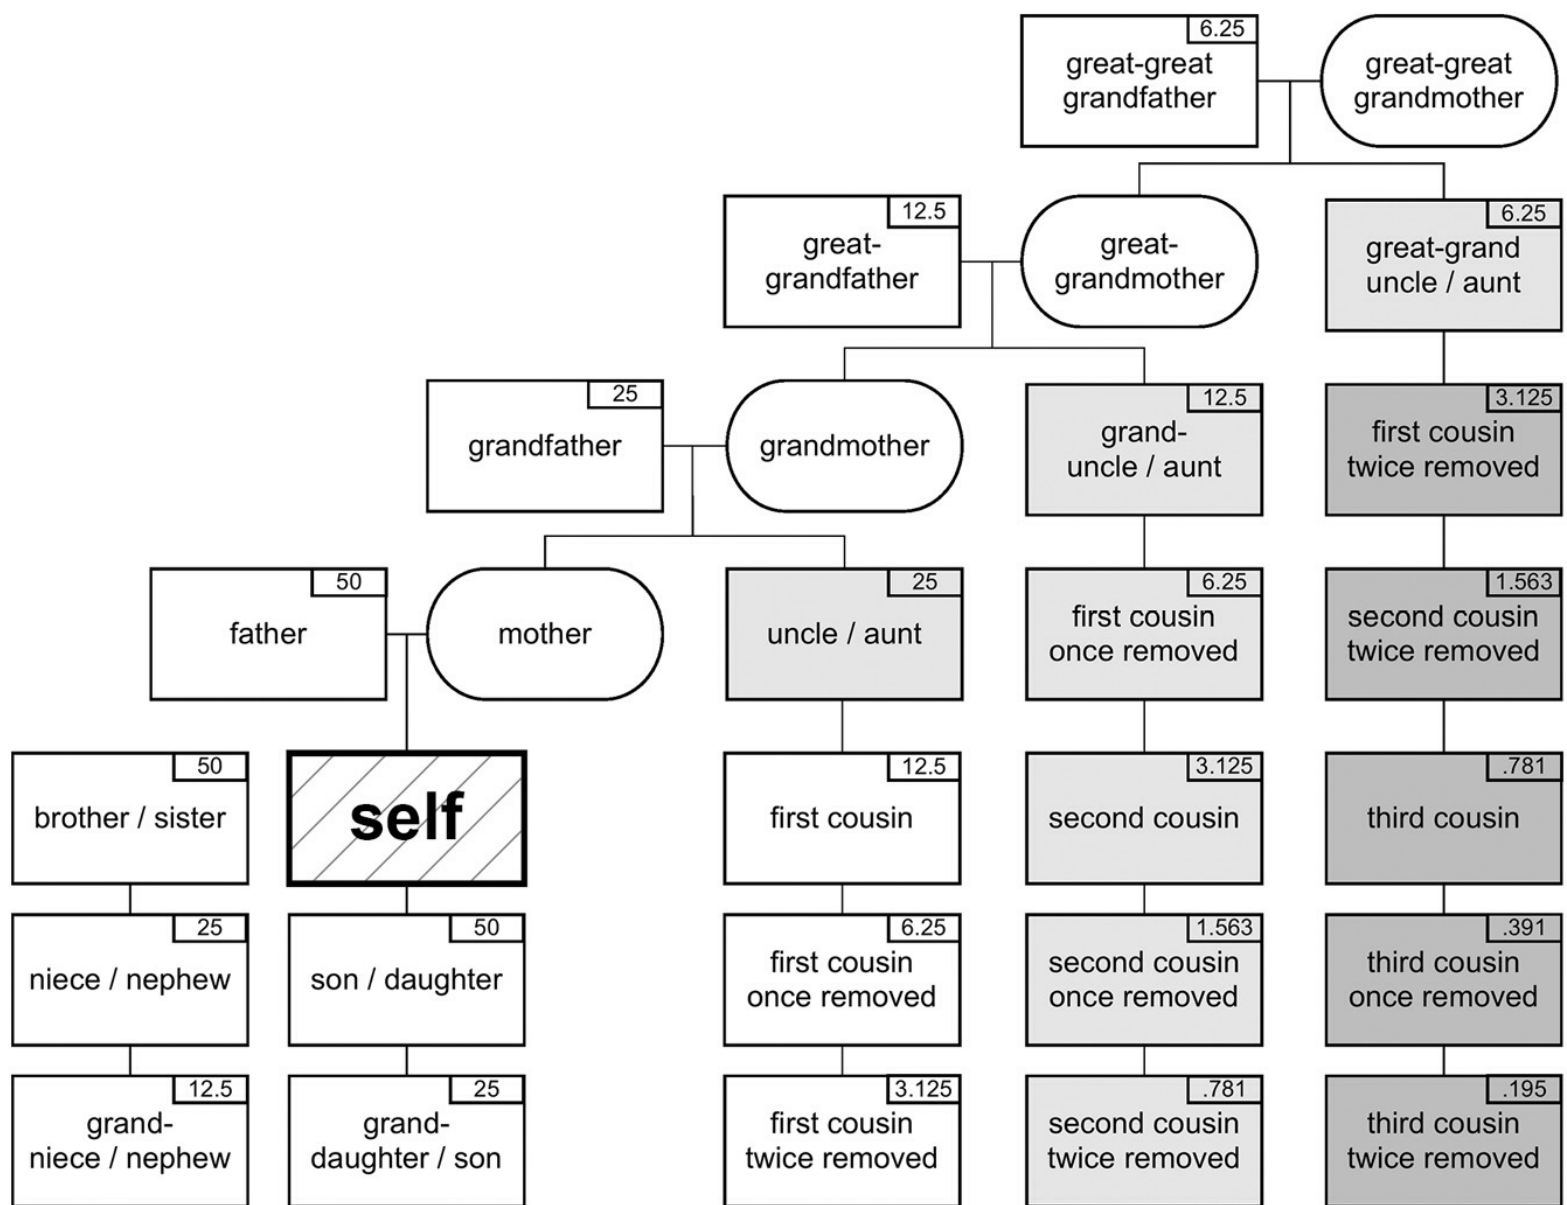 6.25
great-great
grandfather
great-great
grandmother
12.5
great-
grandfather
great-
grandmother
6.25
great-grand
uncle / aunt
25
grandfather
grandmother
12.5
grand-
uncle / aunt
3.125
first cousin
twice removed
50
father
mother
25
uncle / aunt
6.25
first cousin
once removed
1.563
second cousin
twice removed
50
brother / sister
self
12.5
first cousin
3.125
second cousin
.781
third cousin
25
niece / nephew
50
son / daughter
6.25
first cousin
once removed
1.563
second cousin
once removed
.391
third cousin
once removed
12.5
grand-
niece / nephew
25
grand-
daughter / son
3.125
first cousin
twice removed
.781
second cousin
twice removed
.195
third cousin
twice removed